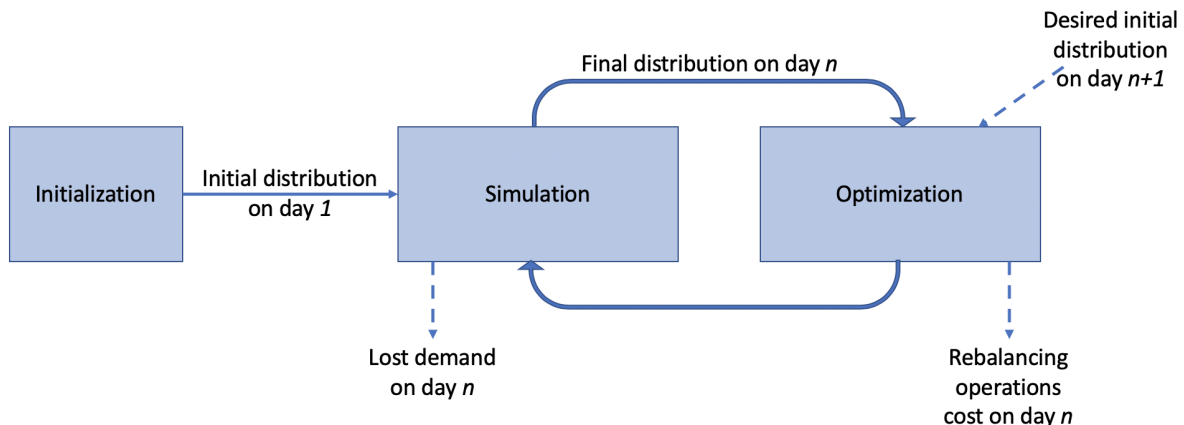 Desired initial
distribution
on day n+1
Final distribution on day n
Initialization
Initial distribution
on day 1
Simulation
Optimization
Lost demand
on day n
Rebalancing
operations
cost on day n